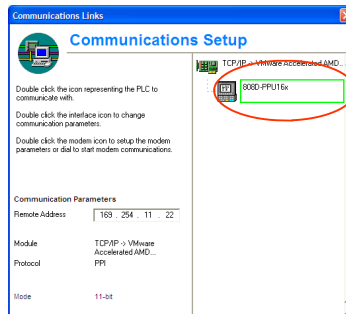 Communications Links
Communications Setup
TCP/IP -> VMware Accelerated AMD...
808D-PPU16x
Double click the icon representing the PLC to
communicate with.
Double click the interface icon to change
communication parameters.
Double click the modem icon to setup the modem
parameters or dial to start modem communications.
Communication Parameters
Remote Address 169 . 254 . 11 . 22
Module TCP/IP -> VMware
Accelerated AMD...
Protocol PPI
Mode 11-bit